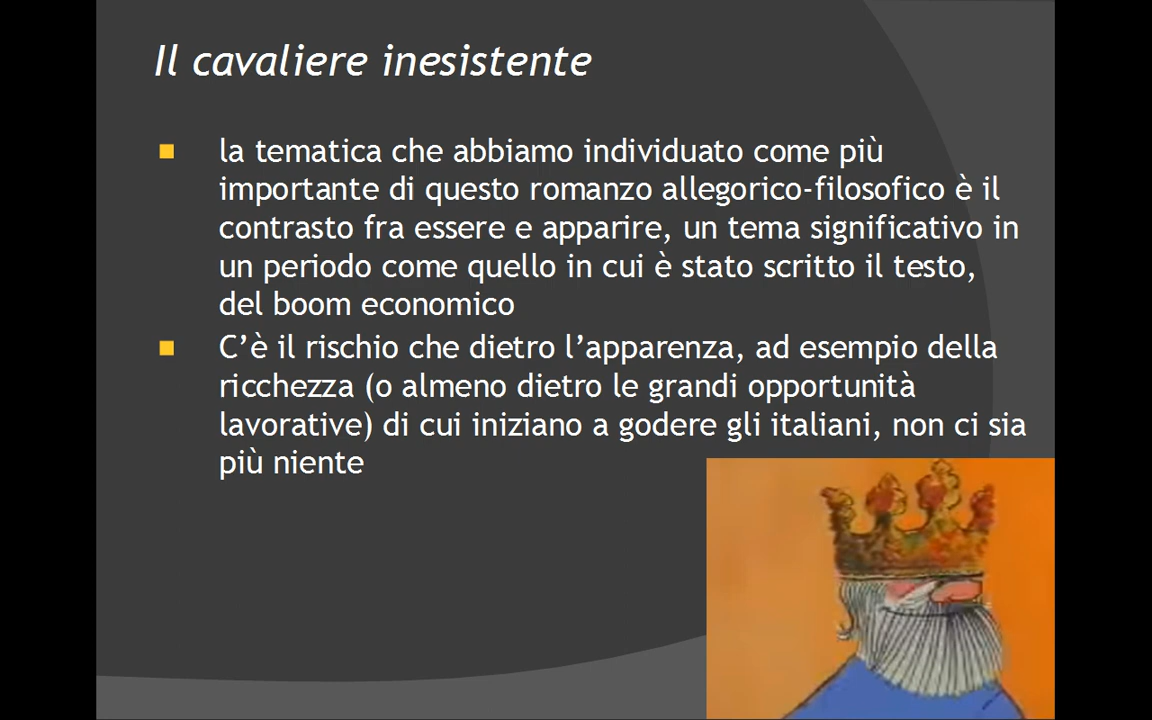 Il cavaliere inesistente
la tematica che abbiamo individuato come più
importante di questo romanzo allegorico-filosofico è il
contrasto fra essere e apparire, un tema significativo in
un periodo come quello in cui è stato scritto il testo,
del boom economico
C’è il rischio che dietro l’apparenza, ad esempio della
ricchezza (o almeno dietro le grandi opportunità
lavorative) di cui iniziano a godere gli italiani, non ci sia
più niente